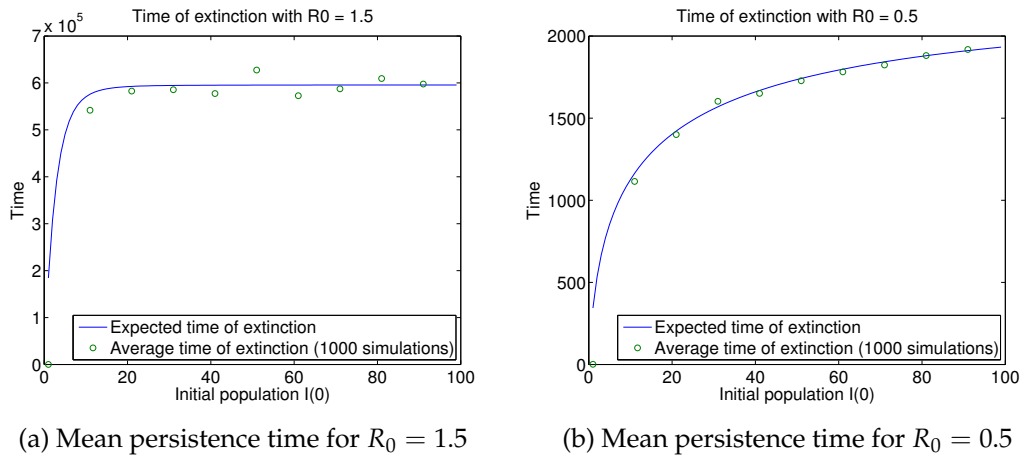 Time of extinction with R0 = 1.5
7 x 10^5
6
5
4
3
2
1
0
Time
0 20 40 60 80 100
Initial population I(0)
Expected time of extinction
Average time of extinction (1000 simulations)
(a) Mean persistence time for R₀ = 1.5
Time of extinction with R0 = 0.5
2000
1500
1000
500
0
Time
0 20 40 60 80 100
Initial population I(0)
Expected time of extinction
Average time of extinction (1000 simulations)
(b) Mean persistence time for R₀ = 0.5